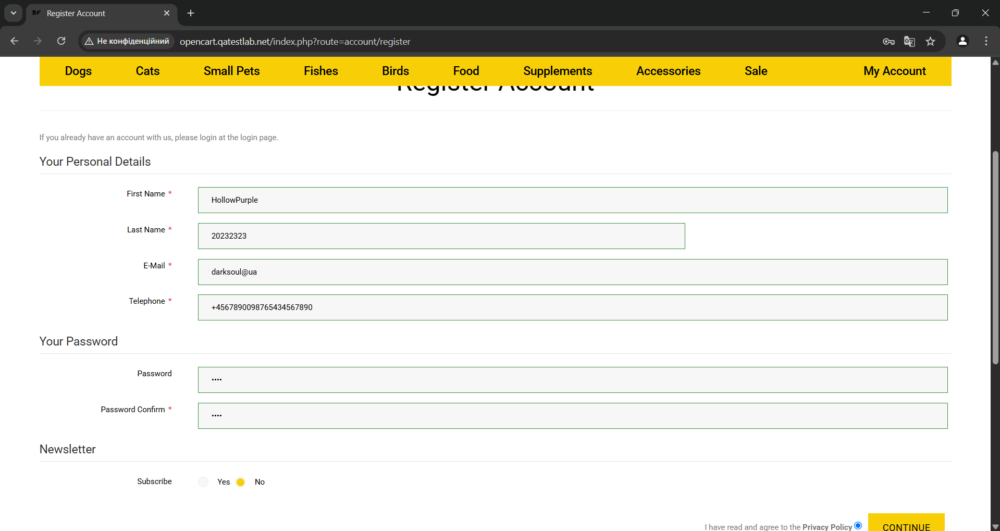 BF Register Account
Не конфіденційний opencart.qatestlab.net/index.php?route=account/register
Dogs Cats Small Pets Fishes Birds Food Supplements Accessories Sale My Account
Register Account
If you already have an account with us, please login at the login page.
Your Personal Details
First Name * HollowPurple
Last Name * 20232323
E-Mail * darksoul@ua
Telephone * +4567890098765434567890
Your Password
Password ····
Password Confirm * ····
Newsletter
Subscribe Yes No
I have read and agree to the Privacy Policy CONTINUE